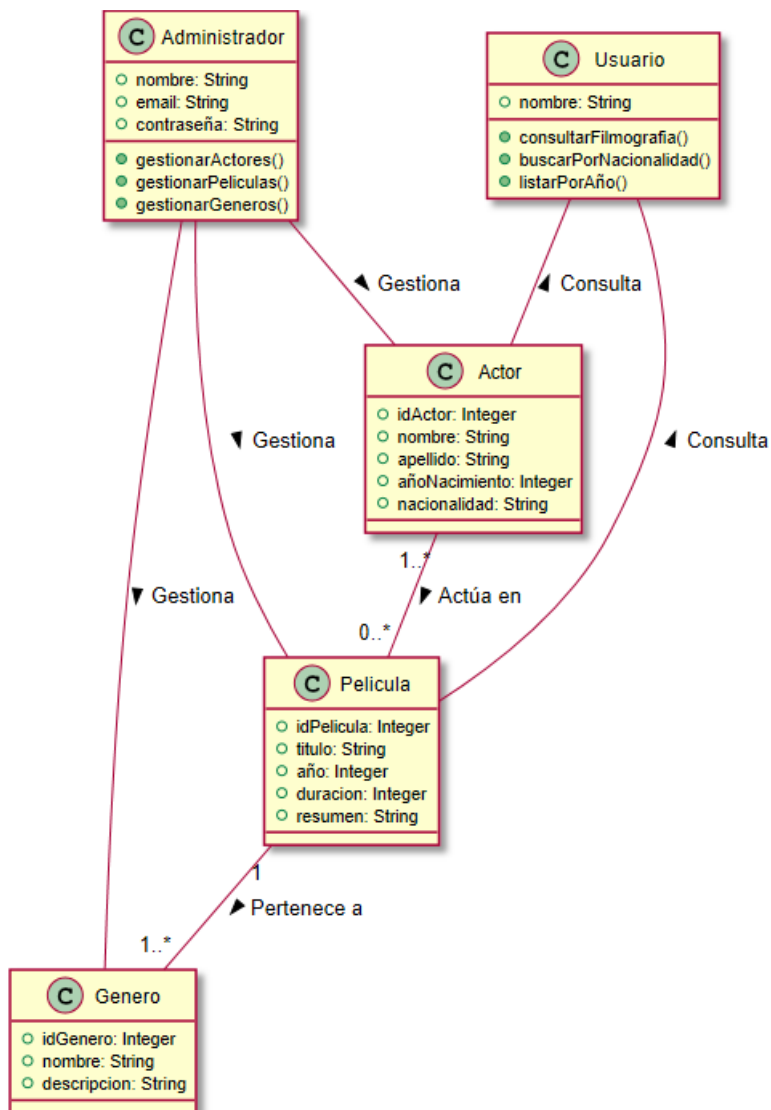 C Administrador
nombre: String
email: String
contraseña: String
gestionarActores()
gestionarPeliculas()
gestionarGeneros()
C Usuario
nombre: String
consultarFilmografia()
buscarPorNacionalidad()
listarPorAño()
Gestiona
Consulta
C Actor
idActor: Integer
nombre: String
apellido: String
añoNacimiento: Integer
nacionalidad: String
Gestiona
Consulta
1..*
Gestiona
Actúa en
0..*
C Pelicula
idPelicula: Integer
titulo: String
año: Integer
duracion: Integer
resumen: String
1
Pertenece a
1..*
C Genero
idGenero: Integer
nombre: String
descripcion: String